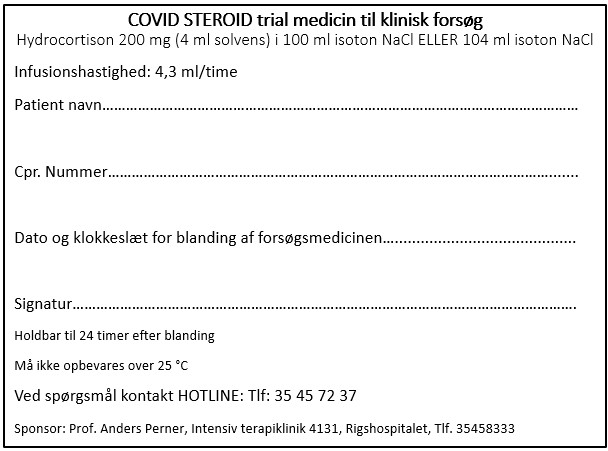 COVID STEROID trial medicin til klinisk forsøg
Hydrocortison 200 mg (4 ml solvens) i 100 ml isoton NaCl ELLER 104 ml isoton NaCl
Infusionshastighed: 4,3 ml/time
Patient navn……………………………………………………………………………………………
Cpr. Nummer…………………………………………………………………………………….......
Dato og klokkeslæt for blanding af forsøgsmedicinen…...........................................
Signatur………………………………………………………………………………………………….
Holdbar til 24 timer efter blanding
Må ikke opbevares over 25 °C
Ved spørgsmål kontakt HOTLINE: Tlf: 35 45 72 37
Sponsor: Prof. Anders Perner, Intensiv terapiklinik 4131, Rigshospitalet, Tlf. 35458333